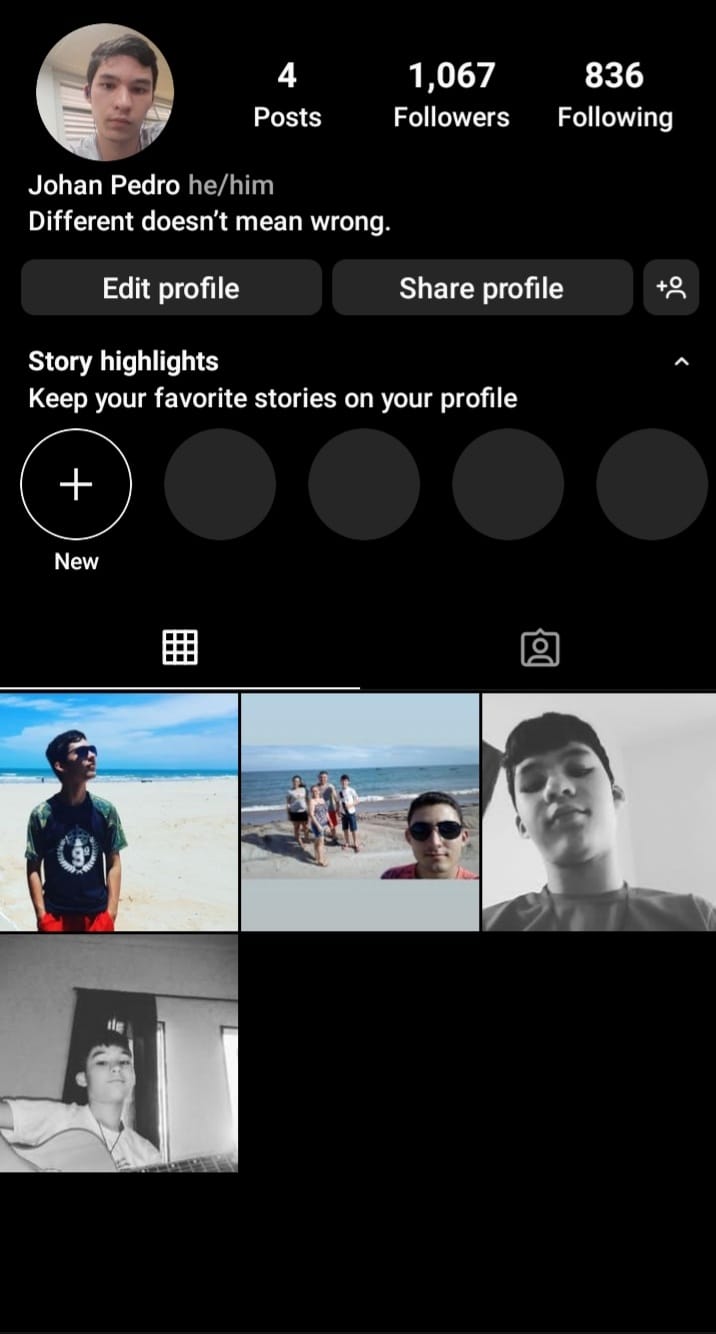 4 1,067 836
Posts Followers Following
Johan Pedro he/him
Different doesn’t mean wrong.
Edit profile Share profile
Story highlights
Keep your favorite stories on your profile
New
9º